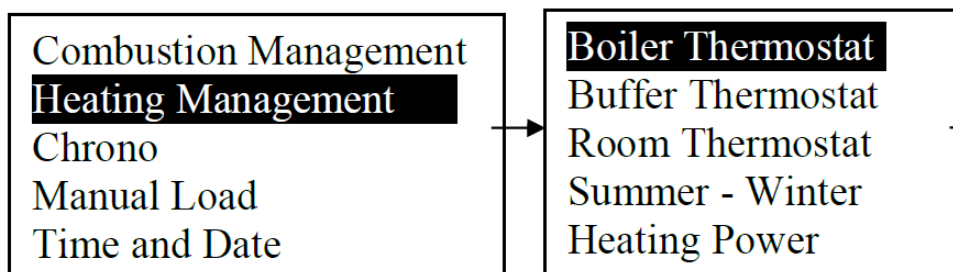 Combustion Management
Heating Management
Chrono
Manual Load
Time and Date
Boiler Thermostat
Buffer Thermostat
Room Thermostat
Summer - Winter
Heating Power